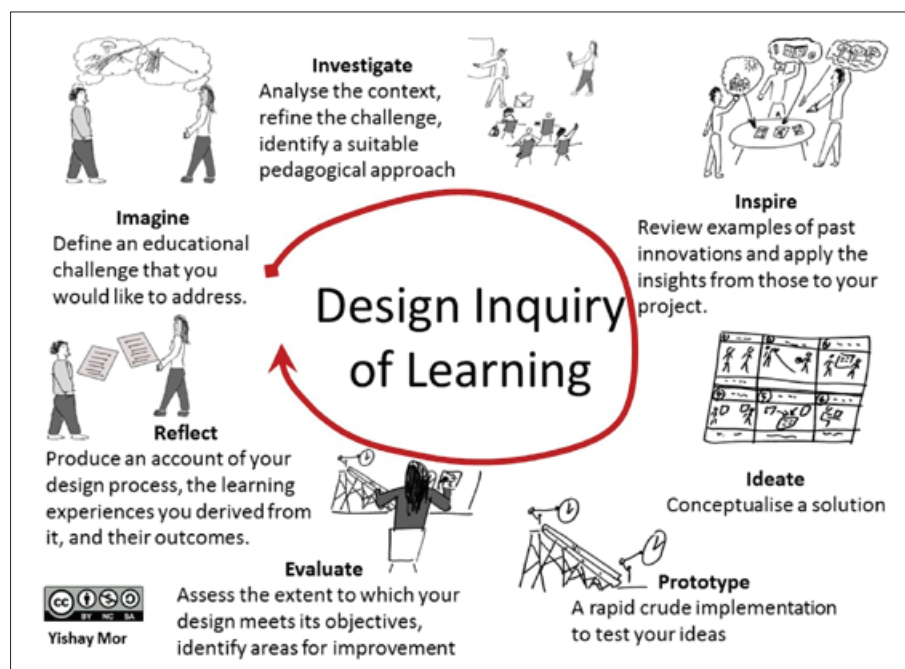 Investigate
Analyse the context,
refine the challenge,
identify a suitable
pedagogical approach
Inspire
Review examples of past
innovations and apply the
insights from those to your
project.
Imagine
Define an educational
challenge that you
would like to address.
Design Inquiry
of Learning
Reflect
Produce an account of your
design process, the learning
experiences you derived from
it, and their outcomes.
Ideate
Conceptualise a solution
Evaluate
Assess the extent to which your
design meets its objectives,
identify areas for improvement
Prototype
A rapid crude implementation
to test your ideas
cc
BY NC SA
Yishay Mor